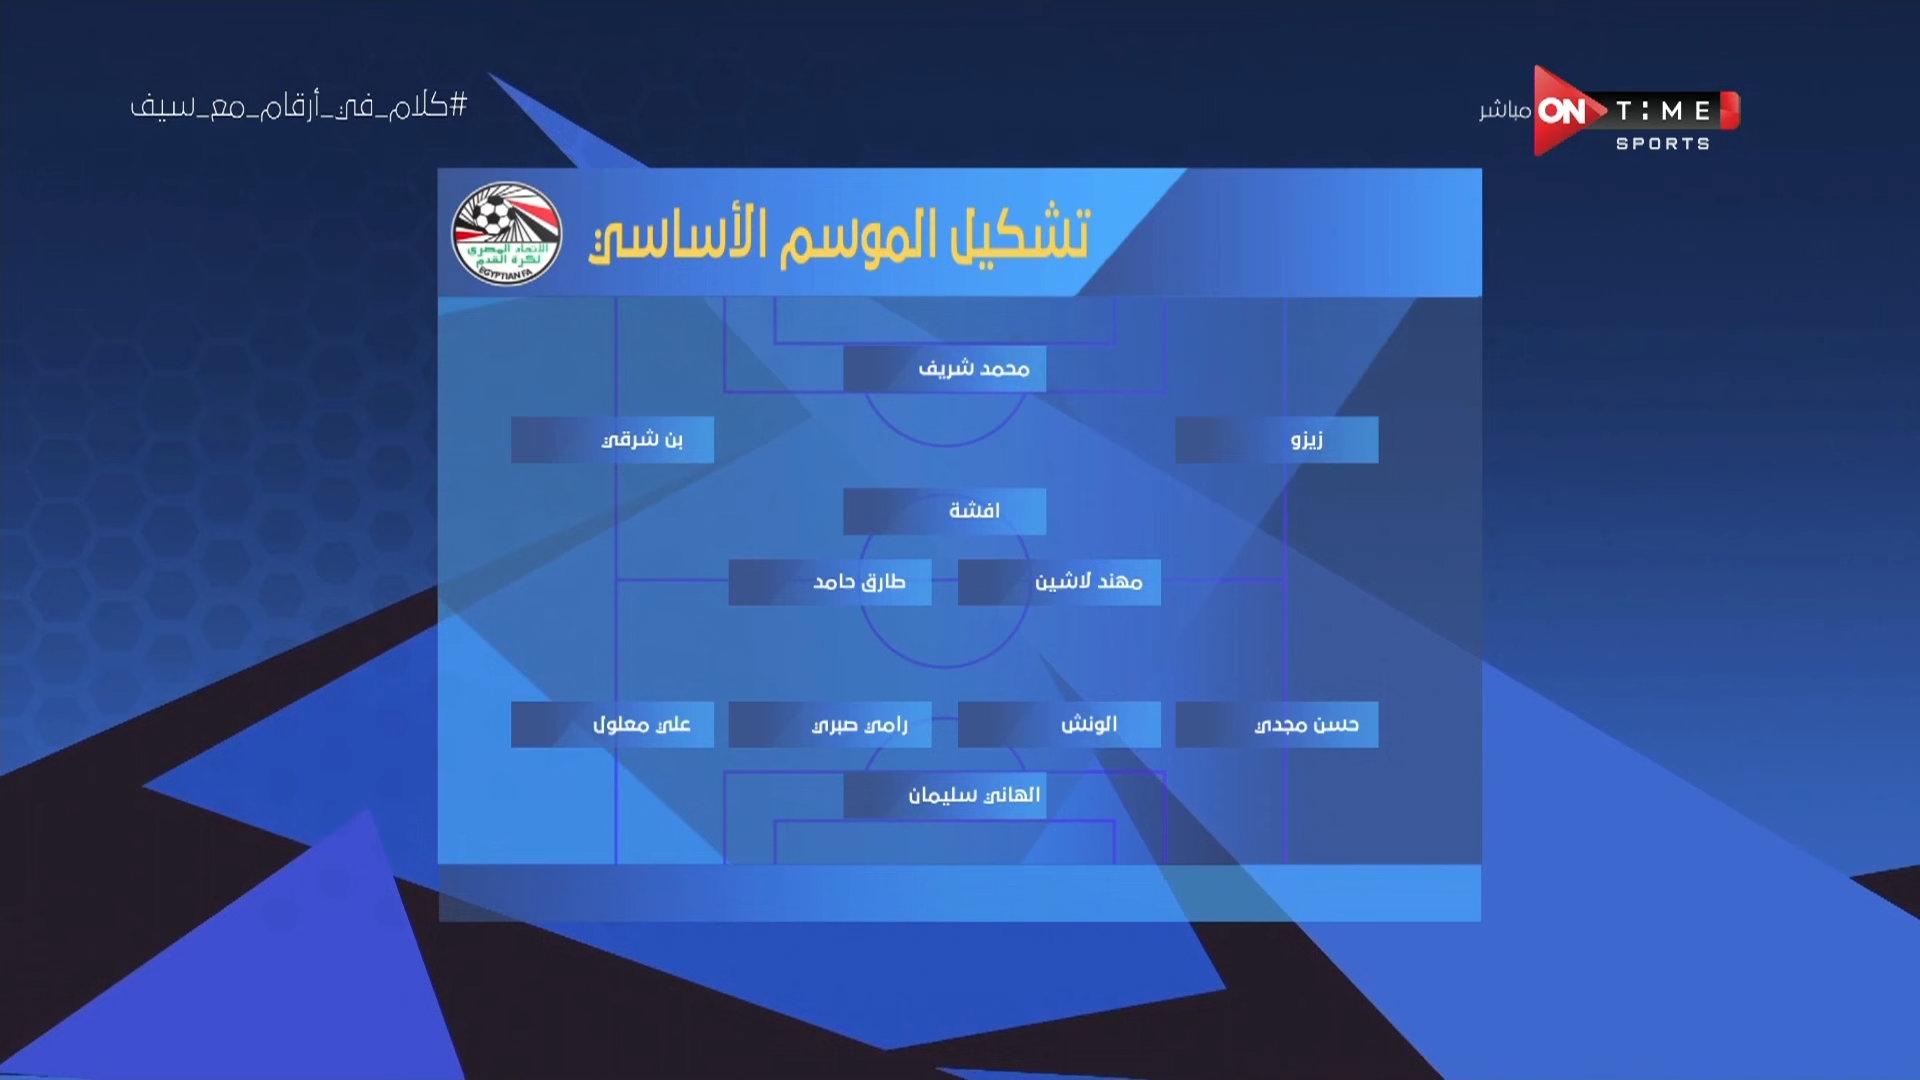 #كلام_في_أرقام_مع_سيف
مباشر ON TIME
SPORTS
تشكيل الموسم الأساسي
الاتحاد المصرى
لكرة القدم
EGYPTIAN FA
محمد شريف
زيزو
بن شرقي
افشة
مهند لاشين
طارق حامد
حسن مجدي
الونش
رامي صبري
علي معلول
الهاني سليمان